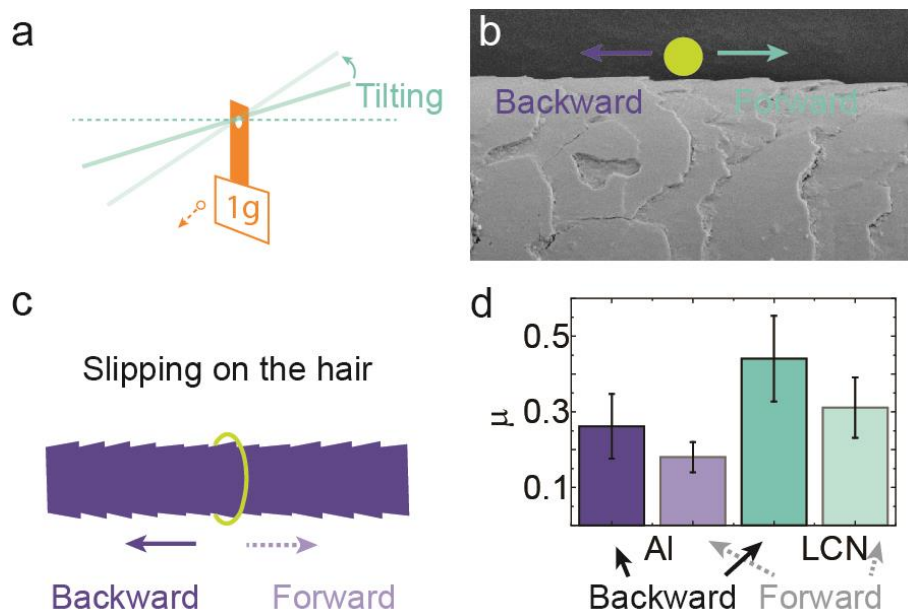 a
Tilting
1g
b
Backward Forward
c
Slipping on the hair
Backward Forward
d
μ
0.5
0.3
0.1
Al LCN
Backward Forward